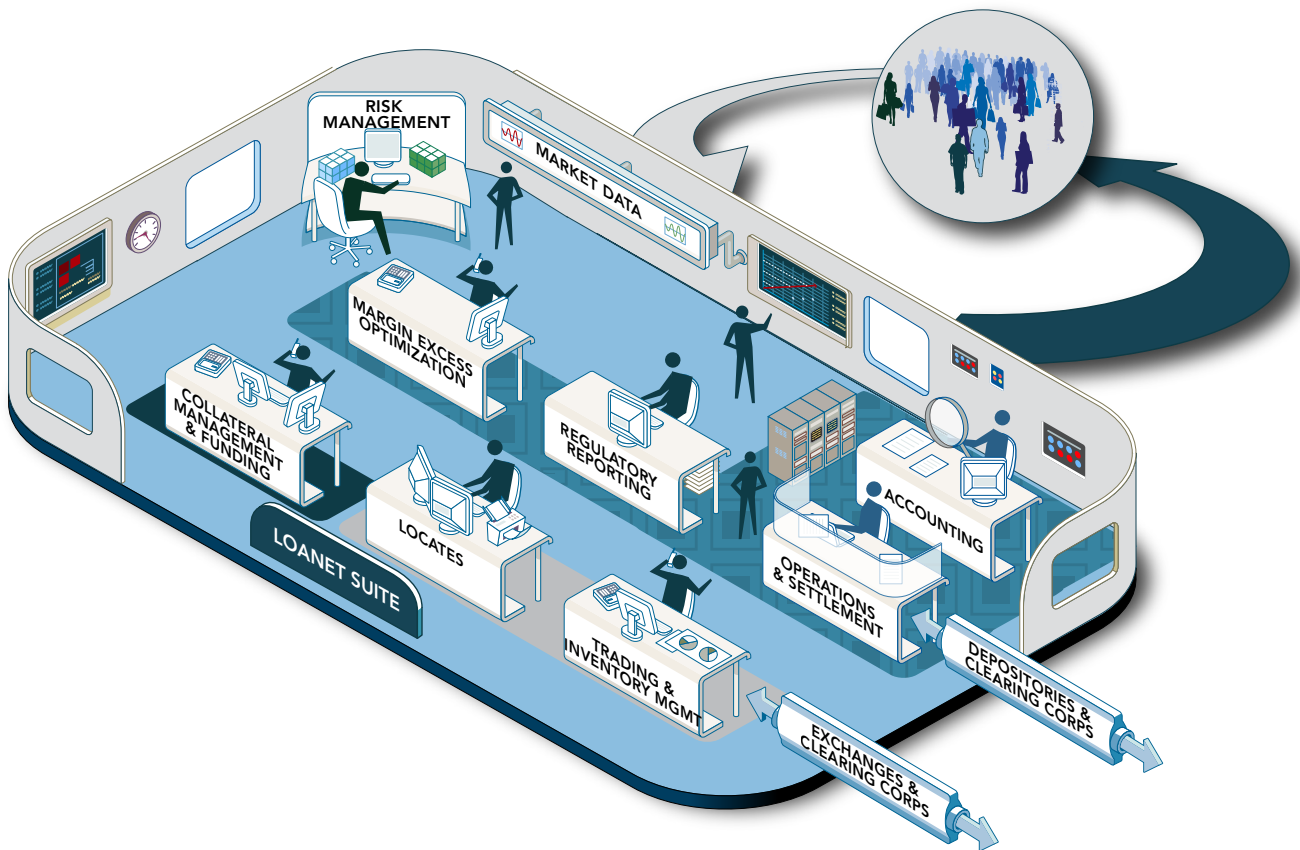 RISK
MANAGEMENT
MARKET DATA
MARGIN EXCESS
OPTIMIZATION
COLLATERAL
MANAGEMENT
& FUNDING
REGULATORY
REPORTING
ACCOUNTING
LOCATES
LOANET SUITE
OPERATIONS
& SETTLEMENT
TRADING &
INVENTORY MGMT
DEPOSITORIES &
CLEARING CORPS
EXCHANGES &
CLEARING CORPS